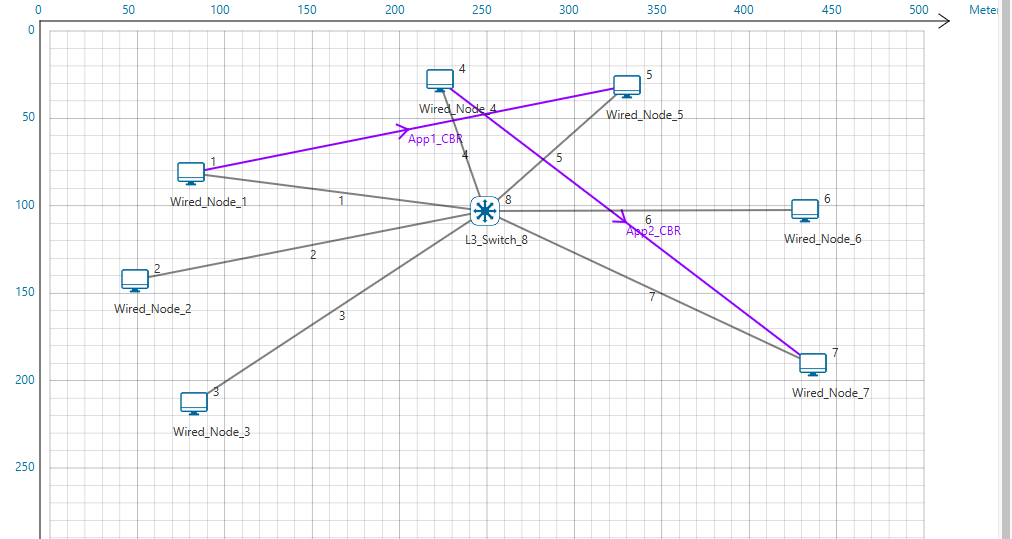 0 50 100 150 200 250 300 350 400 450 500 Meter
0
4
5
Wired_Node_4
Wired_Node_5
50
App1_CBR
1
4
5
Wired_Node_1
1
8
6
100
6
App2_CBR
L3_Switch_8
Wired_Node_6
2
2
Wired_Node_2
150
7
3
7
200
3
Wired_Node_7
Wired_Node_3
250